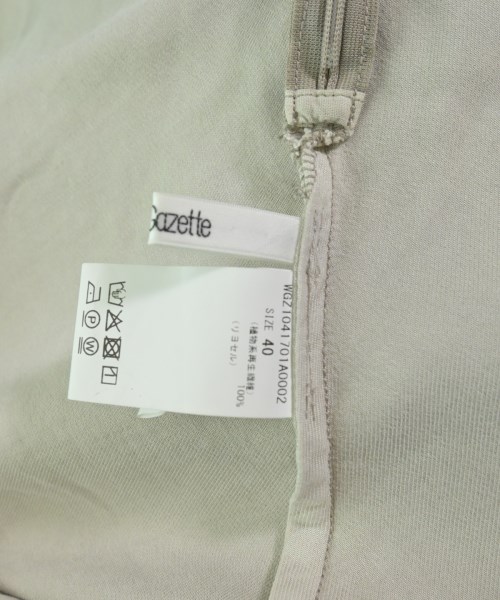 Gazette
WGZ1041701A0002
SIZE 40
(植物系再生繊維)
(リヨセル) 100%
P
W